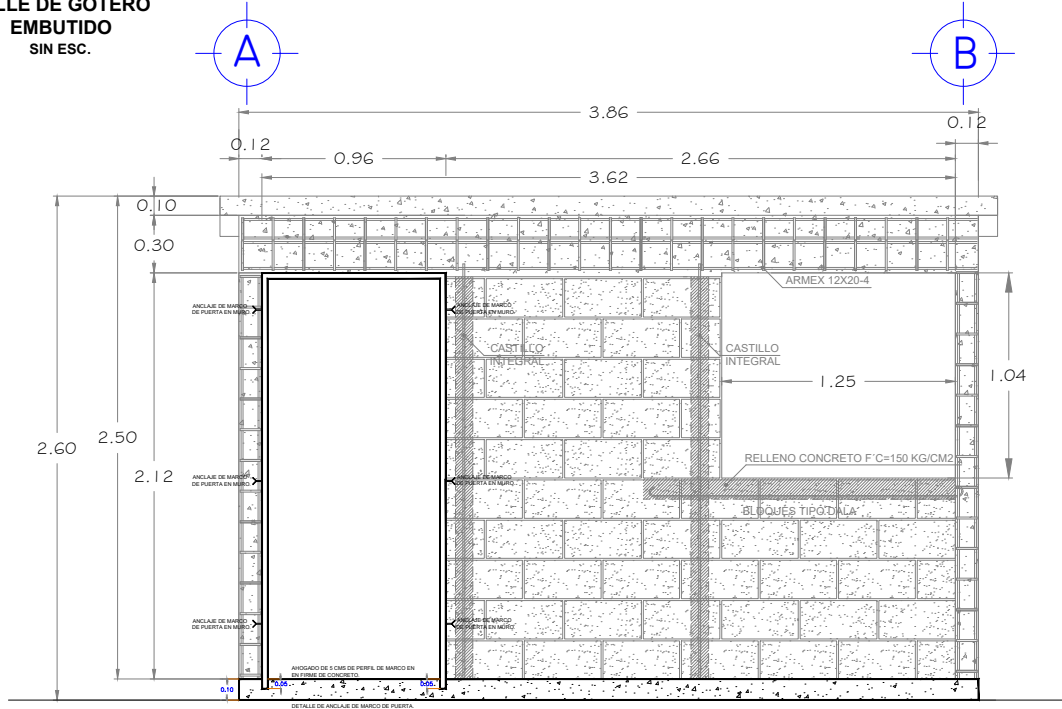 LLE DE GOTERO
EMBUTIDO
SIN ESC.
A
B
3.86
0.12
0.12
0.96
2.66
3.62
0.10
0.30
ARMEX 12X20-4
ANCLAJE DE MARCO
DE PUERTA EN MURO.
ANCLAJE DE MARCO
DE PUERTA EN MURO.
CASTILLO
INTEGRAL
CASTILLO
INTEGRAL
1.25
1.04
2.60
2.50
2.12
RELLENO CONCRETO F´C=150 KG/CM2
ANCLAJE DE MARCO
DE PUERTA EN MURO.
ANCLAJE DE MARCO
DE PUERTA EN MURO.
BLOQUES TIPO DALA
ANCLAJE DE MARCO
DE PUERTA EN MURO.
ANCLAJE DE MARCO
DE PUERTA EN MURO.
AHOGADO DE 5 CMS DE PERFIL DE MARCO EN
EN FIRME DE CONCRETO.
0.10
0.05
0.05
DETALLE DE ANCLAJE DE MARCO DE PUERTA.